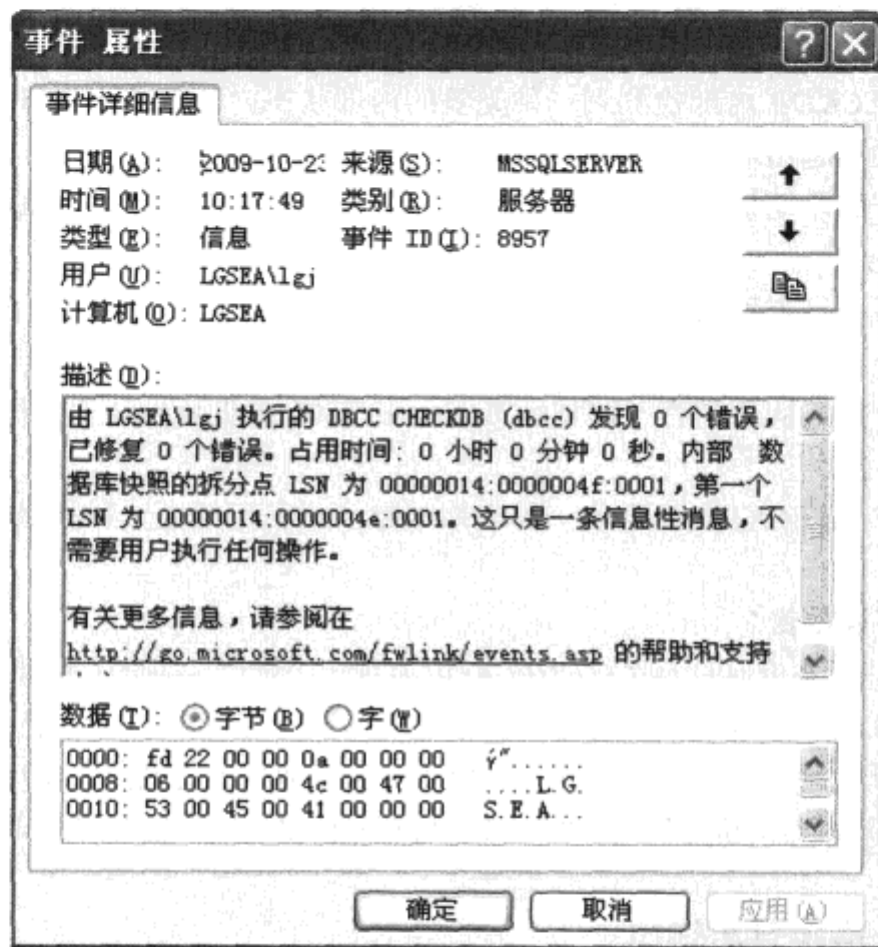 事件 属性
事件详细信息
日期(A): 2009-10-23 来源(S): MSSQLSERVER
时间(M): 10:17:49 类别(R): 服务器
类型(E): 信息 事件 ID(I): 8957
用户(U): LGSEA\lgj
计算机(O): LGSEA
描述(D):
由 LGSEA\lgj 执行的 DBCC CHECKDB (dbcc) 发现 0 个错误，
已修复 0 个错误。占用时间: 0 小时 0 分钟 0 秒。内部 数
据库快照的拆分点 LSN 为 00000014:0000004f:0001，第一个
LSN 为 00000014:0000004e:0001。这只是一条信息性消息，不
需要用户执行任何操作。
有关更多信息，请参阅在
http://go.microsoft.com/fwlink/events.asp 的帮助和支持
数据(T): 字节(B) 字(W)
0000: fd 22 00 00 0a 00 00 00 ý"......
0008: 06 00 00 00 4c 00 47 00 ....L.G.
0010: 53 00 45 00 41 00 00 00 S.E.A...
确定 取消 应用(A)